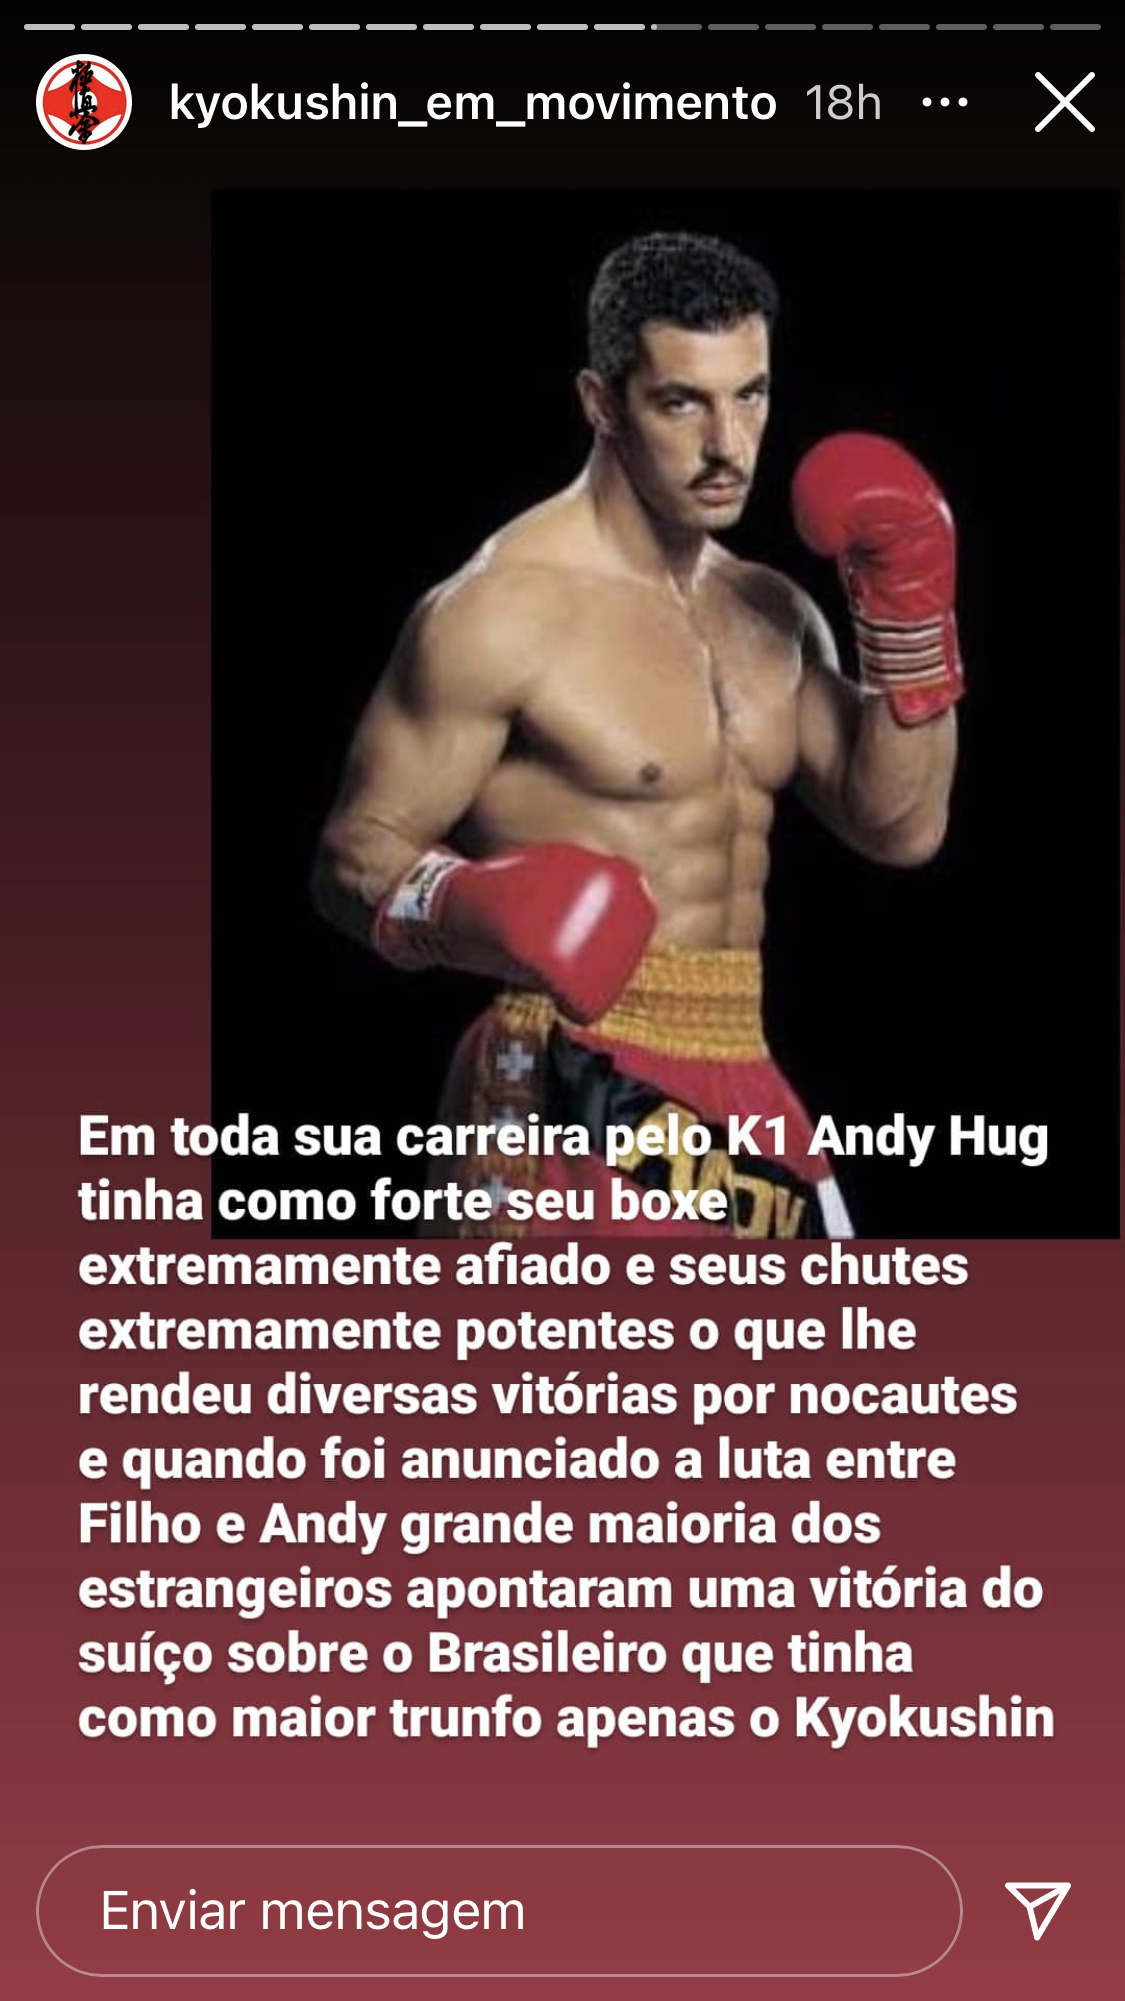 kyokushin_em_movimento 18h
Em toda sua carreira pelo K1 Andy Hug
tinha como forte seu boxe
extremamente afiado e seus chutes
extremamente potentes o que lhe
rendeu diversas vitórias por nocautes
e quando foi anunciado a luta entre
Filho e Andy grande maioria dos
estrangeiros apontaram uma vitória do
suíço sobre o Brasileiro que tinha
como maior trunfo apenas o Kyokushin
ANDY
Enviar mensagem